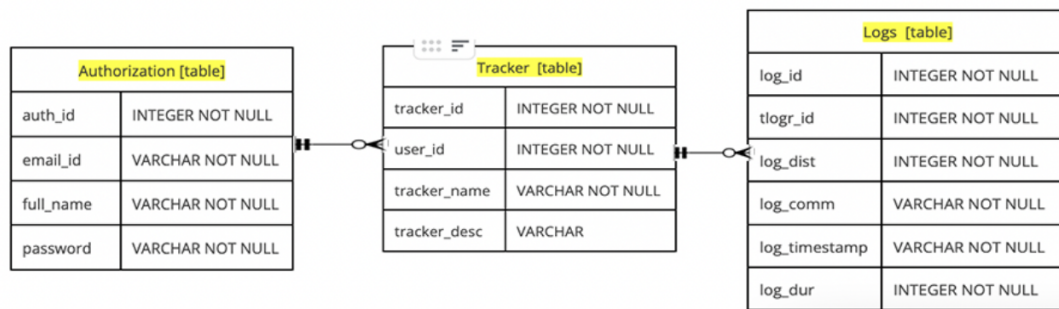 Authorization [table]
auth_id INTEGER NOT NULL
email_id VARCHAR NOT NULL
full_name VARCHAR NOT NULL
password VARCHAR NOT NULL
Tracker [table]
tracker_id INTEGER NOT NULL
user_id INTEGER NOT NULL
tracker_name VARCHAR NOT NULL
tracker_desc VARCHAR
Logs [table]
log_id INTEGER NOT NULL
tlogr_id INTEGER NOT NULL
log_dist INTEGER NOT NULL
log_comm VARCHAR NOT NULL
log_timestamp VARCHAR NOT NULL
log_dur INTEGER NOT NULL